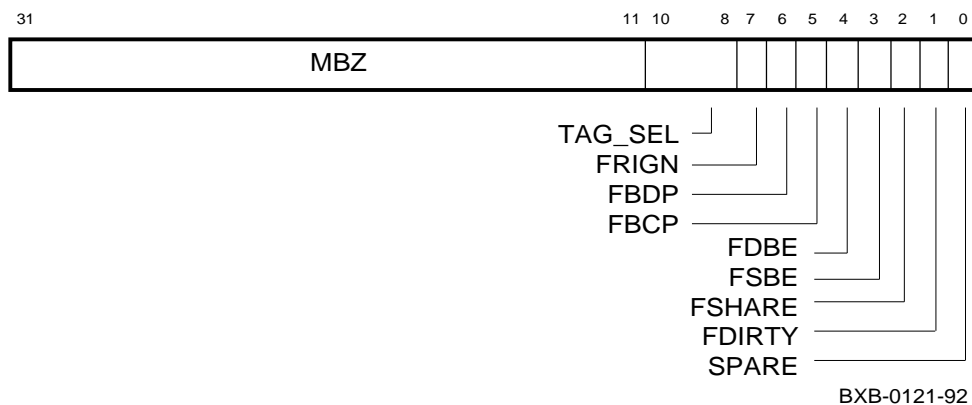 31 11 10 8 7 6 5 4 3 2 1 0
MBZ
TAG_SEL
FRIGN
FBDP
FBCP
FDBE
FSBE
FSHARE
FDIRTY
SPARE
BXB-0121-92